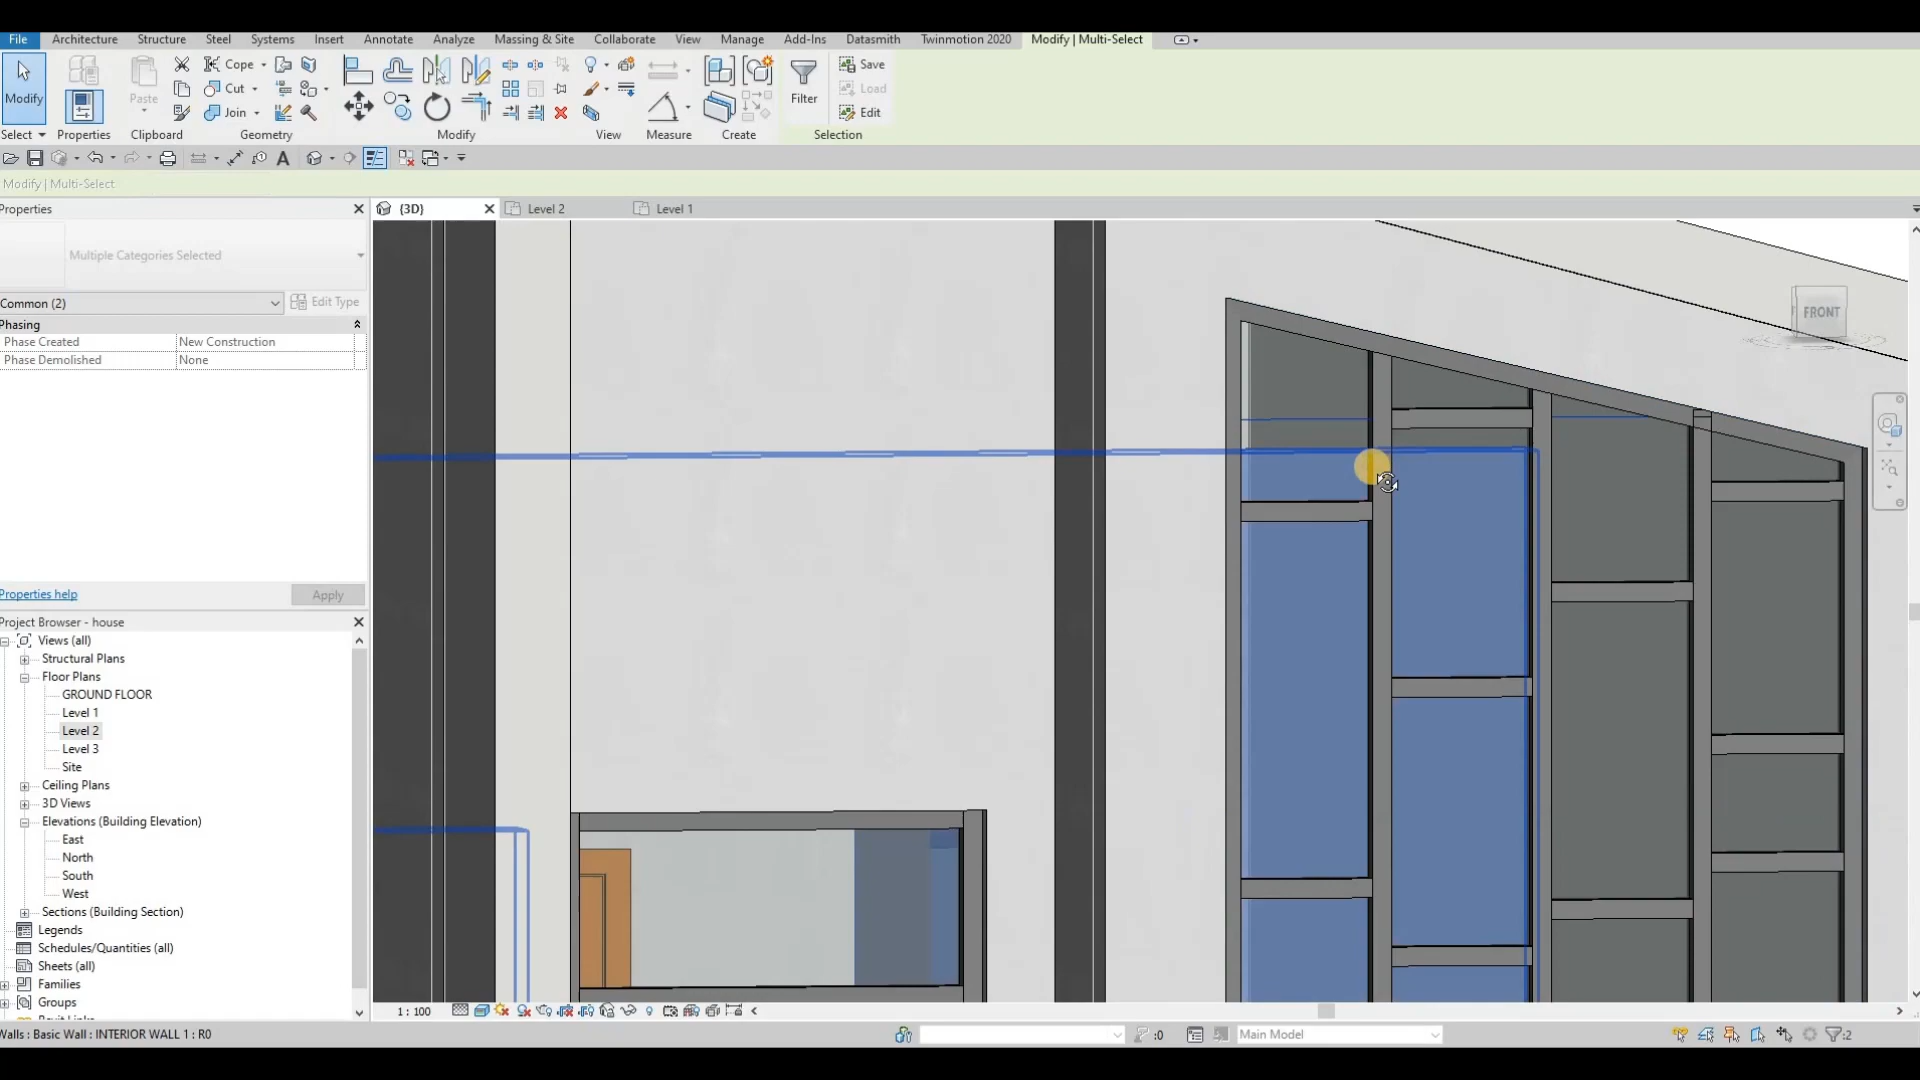 File Architecture Structure Steel Systems Insert Annotate Analyze Massing & Site Collaborate View Manage Add-Ins Datasmith Twinmotion 2020 Modify | Multi-Select
Modify Paste Cope Cut Join Filter Save Load Edit
Select Properties Clipboard Geometry Modify View Measure Create Selection
Modify | Multi-Select
Properties
{3D} Level 2 Level 1
Multiple Categories Selected
Common (2) Edit Type
Phasing
Phase Created New Construction
Phase Demolished None
FRONT
Properties help Apply
Project Browser - house
Views (all)
Structural Plans
Floor Plans
GROUND FLOOR
Level 1
Level 2
Level 3
Site
Ceiling Plans
3D Views
Elevations (Building Elevation)
East
North
South
West
Sections (Building Section)
Legends
Schedules/Quantities (all)
Sheets (all)
Families
Groups
1 : 100
Walls : Basic Wall : INTERIOR WALL 1 : R0 :0 Main Model :2